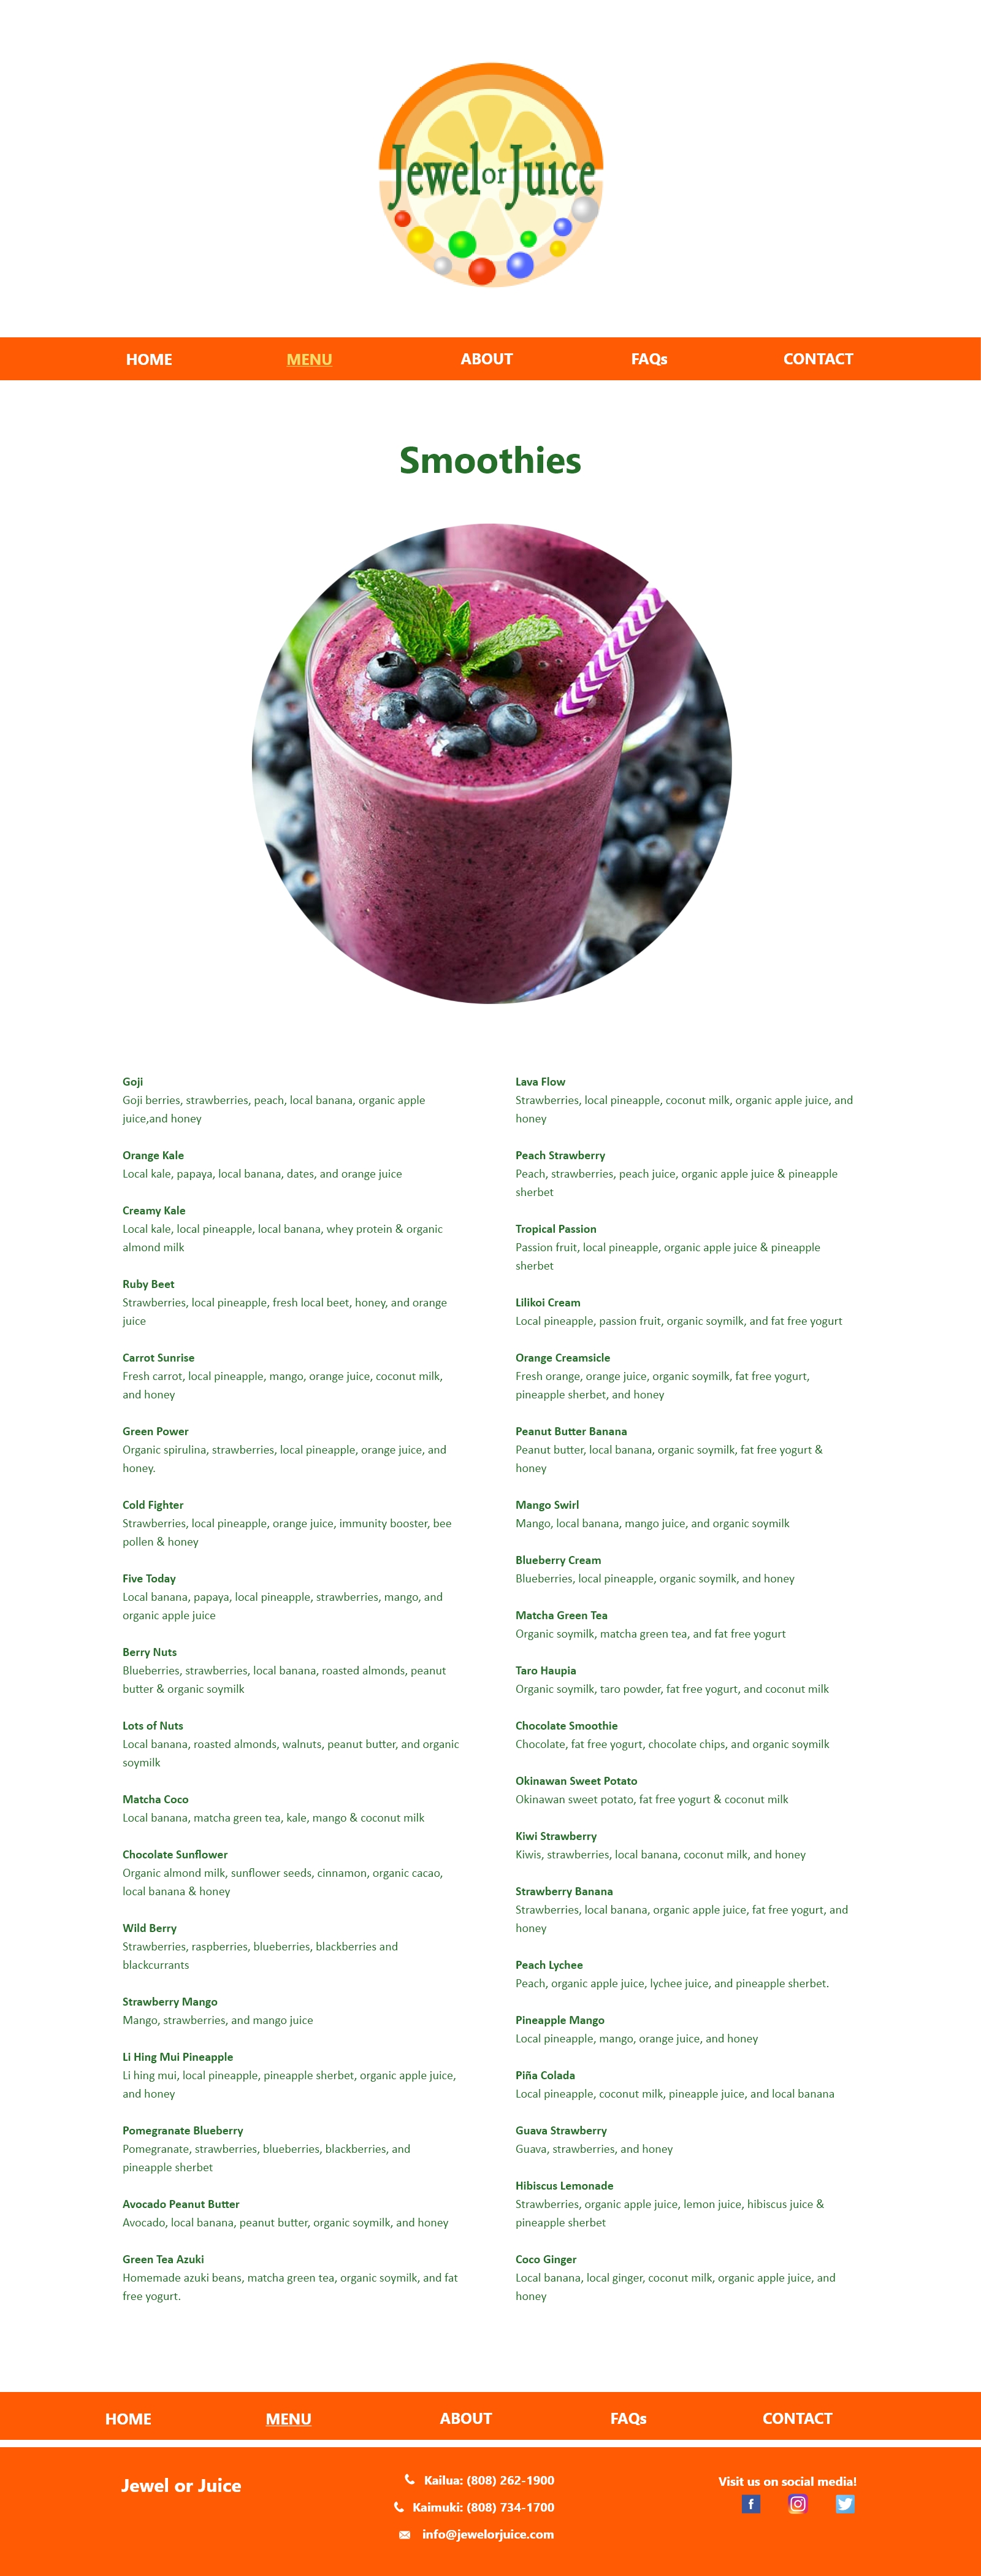 Jewel or Juice
HOME MENU ABOUT FAQs CONTACT
Smoothies
Goji
Goji berries, strawberries, peach, local banana, organic apple
juice,and honey
Orange Kale
Local kale, papaya, local banana, dates, and orange juice
Creamy Kale
Local kale, local pineapple, local banana, whey protein & organic
almond milk
Ruby Beet
Strawberries, local pineapple, fresh local beet, honey, and orange
juice
Carrot Sunrise
Fresh carrot, local pineapple, mango, orange juice, coconut milk,
and honey
Green Power
Organic spirulina, strawberries, local pineapple, orange juice, and
honey.
Cold Fighter
Strawberries, local pineapple, orange juice, immunity booster, bee
pollen & honey
Five Today
Local banana, papaya, local pineapple, strawberries, mango, and
organic apple juice
Berry Nuts
Blueberries, strawberries, local banana, roasted almonds, peanut
butter & organic soymilk
Lots of Nuts
Local banana, roasted almonds, walnuts, peanut butter, and organic
soymilk
Matcha Coco
Local banana, matcha green tea, kale, mango & coconut milk
Chocolate Sunflower
Organic almond milk, sunflower seeds, cinnamon, organic cacao,
local banana & honey
Wild Berry
Strawberries, raspberries, blueberries, blackberries and
blackcurrants
Strawberry Mango
Mango, strawberries, and mango juice
Li Hing Mui Pineapple
Li hing mui, local pineapple, pineapple sherbet, organic apple juice,
and honey
Pomegranate Blueberry
Pomegranate, strawberries, blueberries, blackberries, and
pineapple sherbet
Avocado Peanut Butter
Avocado, local banana, peanut butter, organic soymilk, and honey
Green Tea Azuki
Homemade azuki beans, matcha green tea, organic soymilk, and fat
free yogurt.
Lava Flow
Strawberries, local pineapple, coconut milk, organic apple juice, and
honey
Peach Strawberry
Peach, strawberries, peach juice, organic apple juice & pineapple
sherbet
Tropical Passion
Passion fruit, local pineapple, organic apple juice & pineapple
sherbet
Lilikoi Cream
Local pineapple, passion fruit, organic soymilk, and fat free yogurt
Orange Creamsicle
Fresh orange, orange juice, organic soymilk, fat free yogurt,
pineapple sherbet, and honey
Peanut Butter Banana
Peanut butter, local banana, organic soymilk, fat free yogurt &
honey
Mango Swirl
Mango, local banana, mango juice, and organic soymilk
Blueberry Cream
Blueberries, local pineapple, organic soymilk, and honey
Matcha Green Tea
Organic soymilk, matcha green tea, and fat free yogurt
Taro Haupia
Organic soymilk, taro powder, fat free yogurt, and coconut milk
Chocolate Smoothie
Chocolate, fat free yogurt, chocolate chips, and organic soymilk
Okinawan Sweet Potato
Okinawan sweet potato, fat free yogurt & coconut milk
Kiwi Strawberry
Kiwis, strawberries, local banana, coconut milk, and honey
Strawberry Banana
Strawberries, local banana, organic apple juice, fat free yogurt, and
honey
Peach Lychee
Peach, organic apple juice, lychee juice, and pineapple sherbet.
Pineapple Mango
Local pineapple, mango, orange juice, and honey
Piña Colada
Local pineapple, coconut milk, pineapple juice, and local banana
Guava Strawberry
Guava, strawberries, and honey
Hibiscus Lemonade
Strawberries, organic apple juice, lemon juice, hibiscus juice &
pineapple sherbet
Coco Ginger
Local banana, local ginger, coconut milk, organic apple juice, and
honey
HOME MENU ABOUT FAQs CONTACT
Jewel or Juice
Kailua: (808) 262-1900
Kaimuki: (808) 734-1700
info@jewelorjuice.com
Visit us on social media!